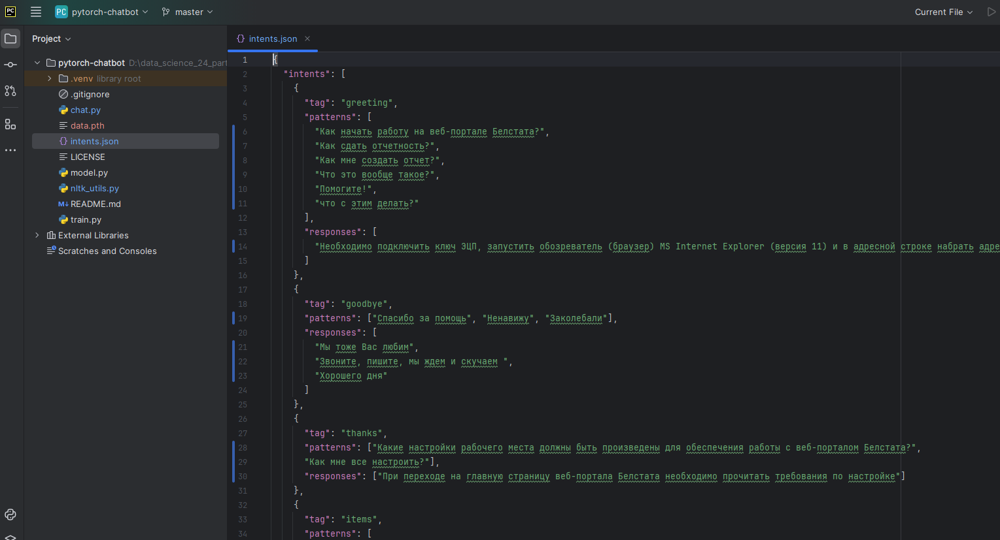 PC
PC pytorch-chatbot master Current File
Project
intents.json
pytorch-chatbot D:\data_science_24_part
.venv library root
.gitignore
chat.py
data.pth
intents.json
LICENSE
model.py
nltk_utils.py
M↓ README.md
train.py
External Libraries
Scratches and Consoles
1 {
2 "intents": [
3 {
4 "tag": "greeting",
5 "patterns": [
6 "Как начать работу на веб-портале Белстата?",
7 "Как сдать отчетность?",
8 "Как мне создать отчет?",
9 "Что это вообще такое?",
10 "Помогите!",
11 "что с этим делать?"
12 ],
13 "responses": [
14 "Необходимо подключить ключ ЭЦП, запустить обозреватель (браузер) MS Internet Explorer (версия 11) и в адресной строке набрать адре
15 ]
16 },
17 {
18 "tag": "goodbye",
19 "patterns": ["Спасибо за помощь", "Ненавижу", "Заколебали"],
20 "responses": [
21 "Мы тоже Вас любим",
22 "Звоните, пишите, мы ждем и скучаем ",
23 "Хорошего дня"
24 ]
25 },
26 {
27 "tag": "thanks",
28 "patterns": ["Какие настройки рабочего места должны быть произведены для обеспечения работы с веб-порталом Белстата?",
29 "Как мне все настроить?"],
30 "responses": ["При переходе на главную страницу веб-портала Белстата необходимо прочитать требования по настройке"]
31 },
32 {
33 "tag": "items",
34 "patterns": [